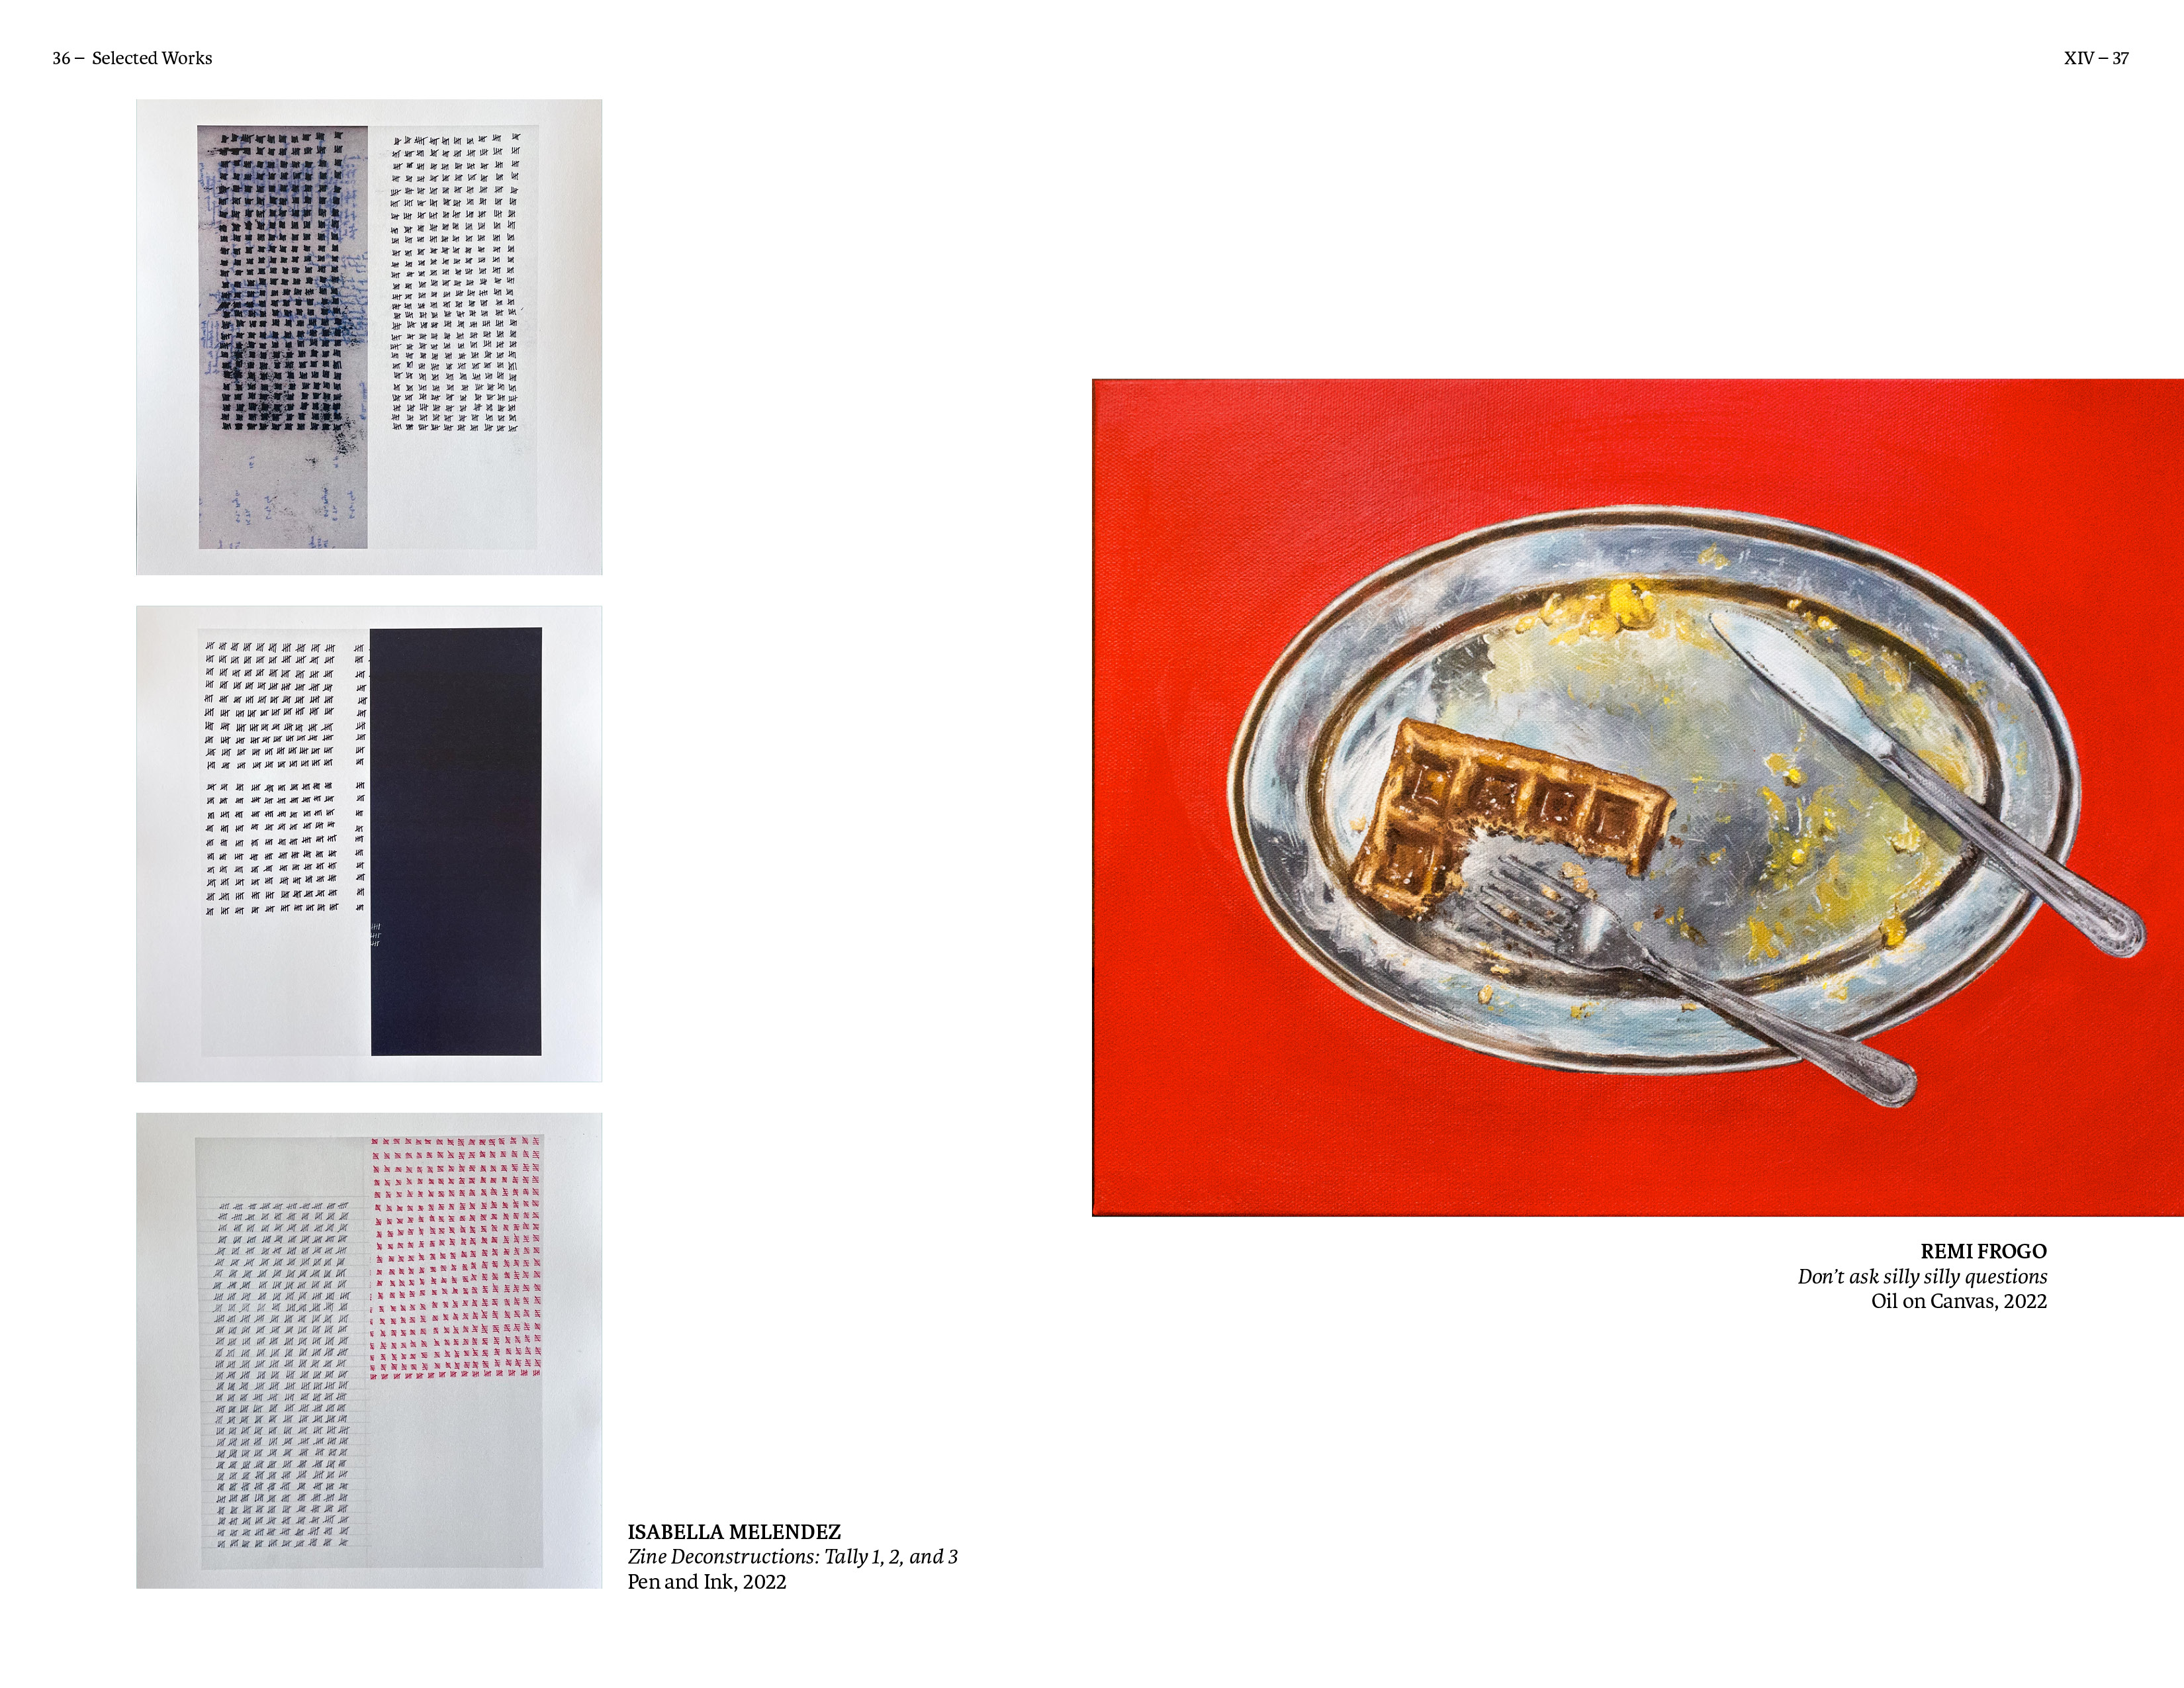 36 – Selected Works
XIV – 37
ISABELLA MELENDEZ
Zine Deconstructions: Tally 1, 2, and 3
Pen and Ink, 2022
REMI FROGO
Don’t ask silly silly questions
Oil on Canvas, 2022